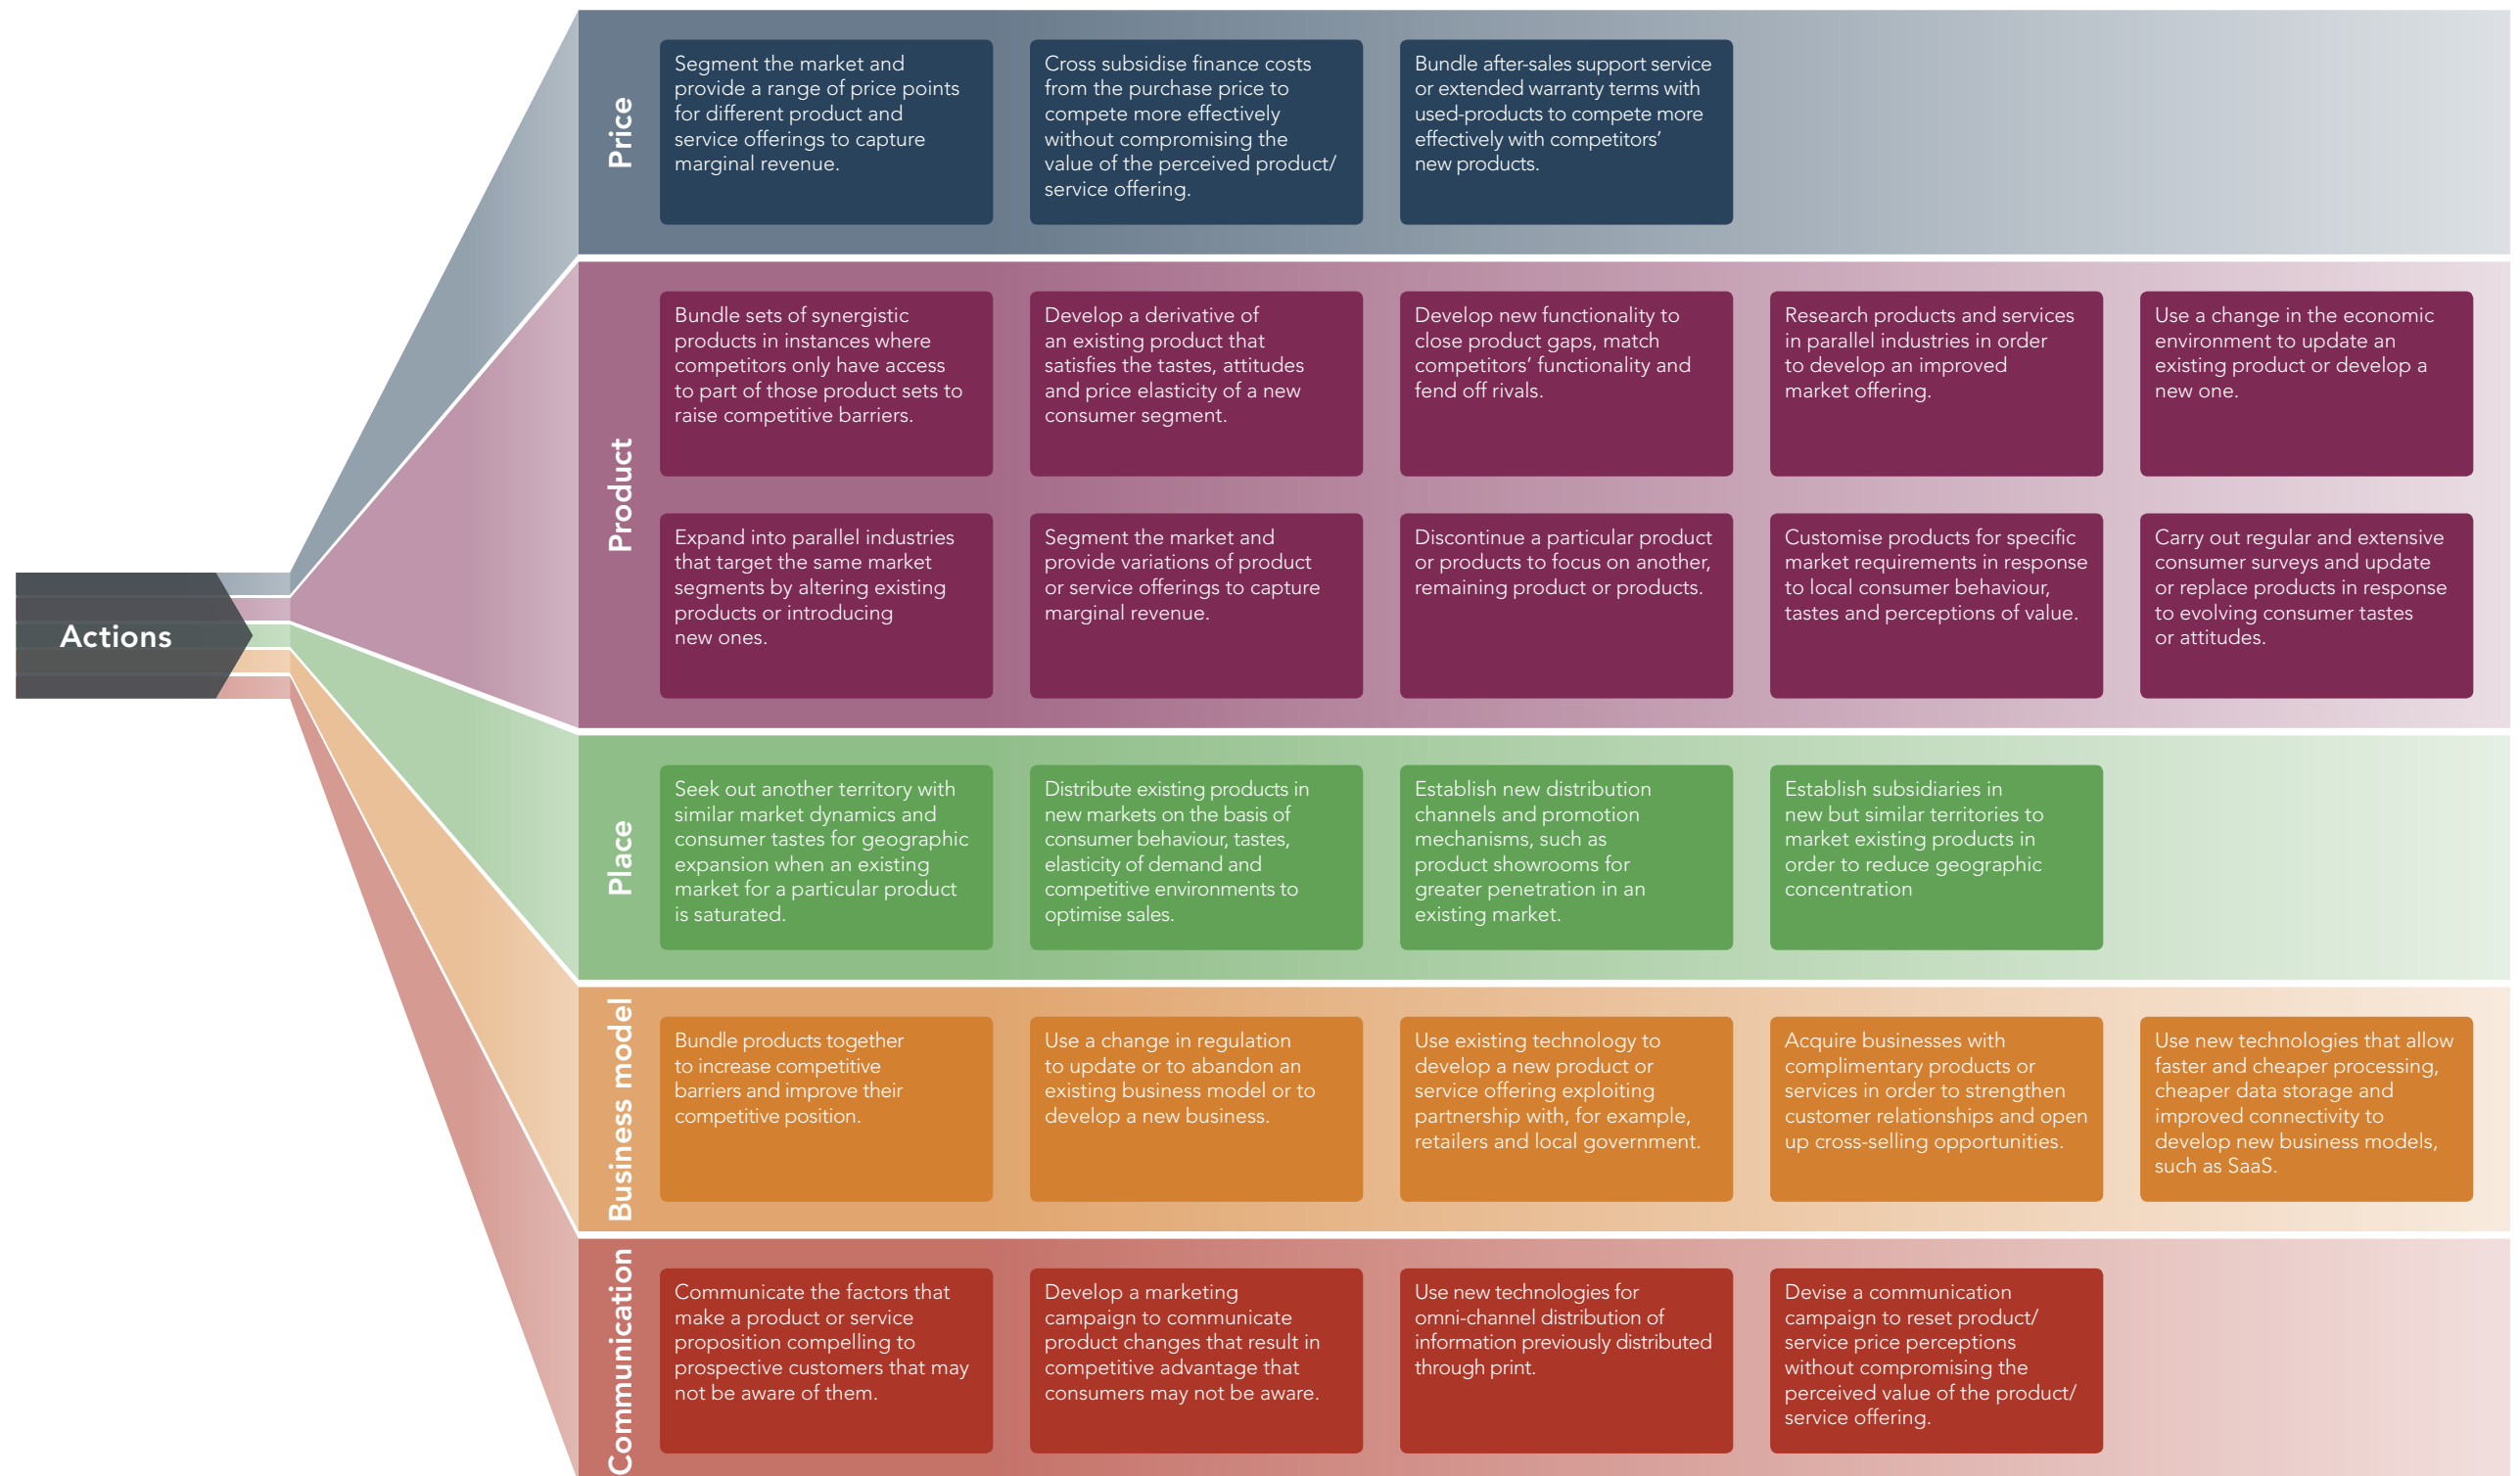 Actions
Price
Segment the market and
provide a range of price points
for different product and
service offerings to capture
marginal revenue.
Cross subsidise finance costs
from the purchase price to
compete more effectively
without compromising the
value of the perceived product/
service offering.
Bundle after-sales support service
or extended warranty terms with
used-products to compete more
effectively with competitors’
new products.
Product
Bundle sets of synergistic
products in instances where
competitors only have access
to part of those product sets to
raise competitive barriers.
Develop a derivative of
an existing product that
satisfies the tastes, attitudes
and price elasticity of a new
consumer segment.
Develop new functionality to
close product gaps, match
competitors’ functionality and
fend off rivals.
Research products and services
in parallel industries in order
to develop an improved
market offering.
Use a change in the economic
environment to update an
existing product or develop a
new one.
Expand into parallel industries
that target the same market
segments by altering existing
products or introducing
new ones.
Segment the market and
provide variations of product
or service offerings to capture
marginal revenue.
Discontinue a particular product
or products to focus on another,
remaining product or products.
Customise products for specific
market requirements in response
to local consumer behaviour,
tastes and perceptions of value.
Carry out regular and extensive
consumer surveys and update
or replace products in response
to evolving consumer tastes
or attitudes.
Place
Seek out another territory with
similar market dynamics and
consumer tastes for geographic
expansion when an existing
market for a particular product
is saturated.
Distribute existing products in
new markets on the basis of
consumer behaviour, tastes,
elasticity of demand and
competitive environments to
optimise sales.
Establish new distribution
channels and promotion
mechanisms, such as
product showrooms for
greater penetration in an
existing market.
Establish subsidiaries in
new but similar territories to
market existing products in
order to reduce geographic
concentration
Business model
Bundle products together
to increase competitive
barriers and improve their
competitive position.
Use a change in regulation
to update or to abandon an
existing business model or to
develop a new business.
Use existing technology to
develop a new product or
service offering exploiting
partnership with, for example,
retailers and local government.
Acquire businesses with
complimentary products or
services in order to strengthen
customer relationships and open
up cross-selling opportunities.
Use new technologies that allow
faster and cheaper processing,
cheaper data storage and
improved connectivity to
develop new business models,
such as SaaS.
Communication
Communicate the factors that
make a product or service
proposition compelling to
prospective customers that may
not be aware of them.
Develop a marketing
campaign to communicate
product changes that result in
competitive advantage that
consumers may not be aware.
Use new technologies for
omni-channel distribution of
information previously distributed
through print.
Devise a communication
campaign to reset product/
service price perceptions
without compromising the
perceived value of the product/
service offering.